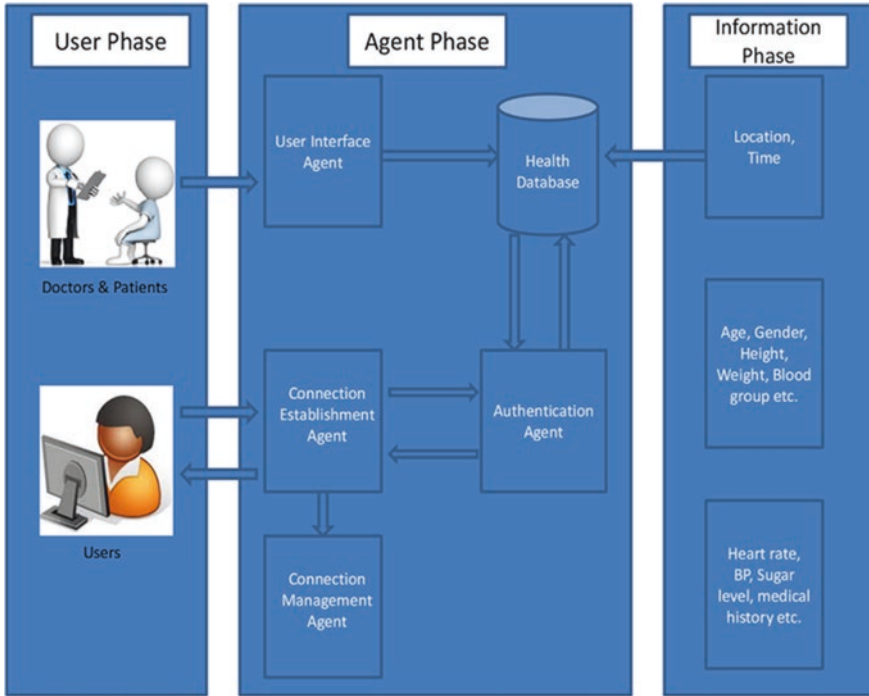 User Phase
Doctors & Patients
Users
Agent Phase
User Interface
Agent
Health
Database
Connection
Establishment
Agent
Authentication
Agent
Connection
Management
Agent
Information
Phase
Location,
Time
Age, Gender,
Height,
Weight, Blood
group etc.
Heart rate,
BP, Sugar
level, medical
history etc.